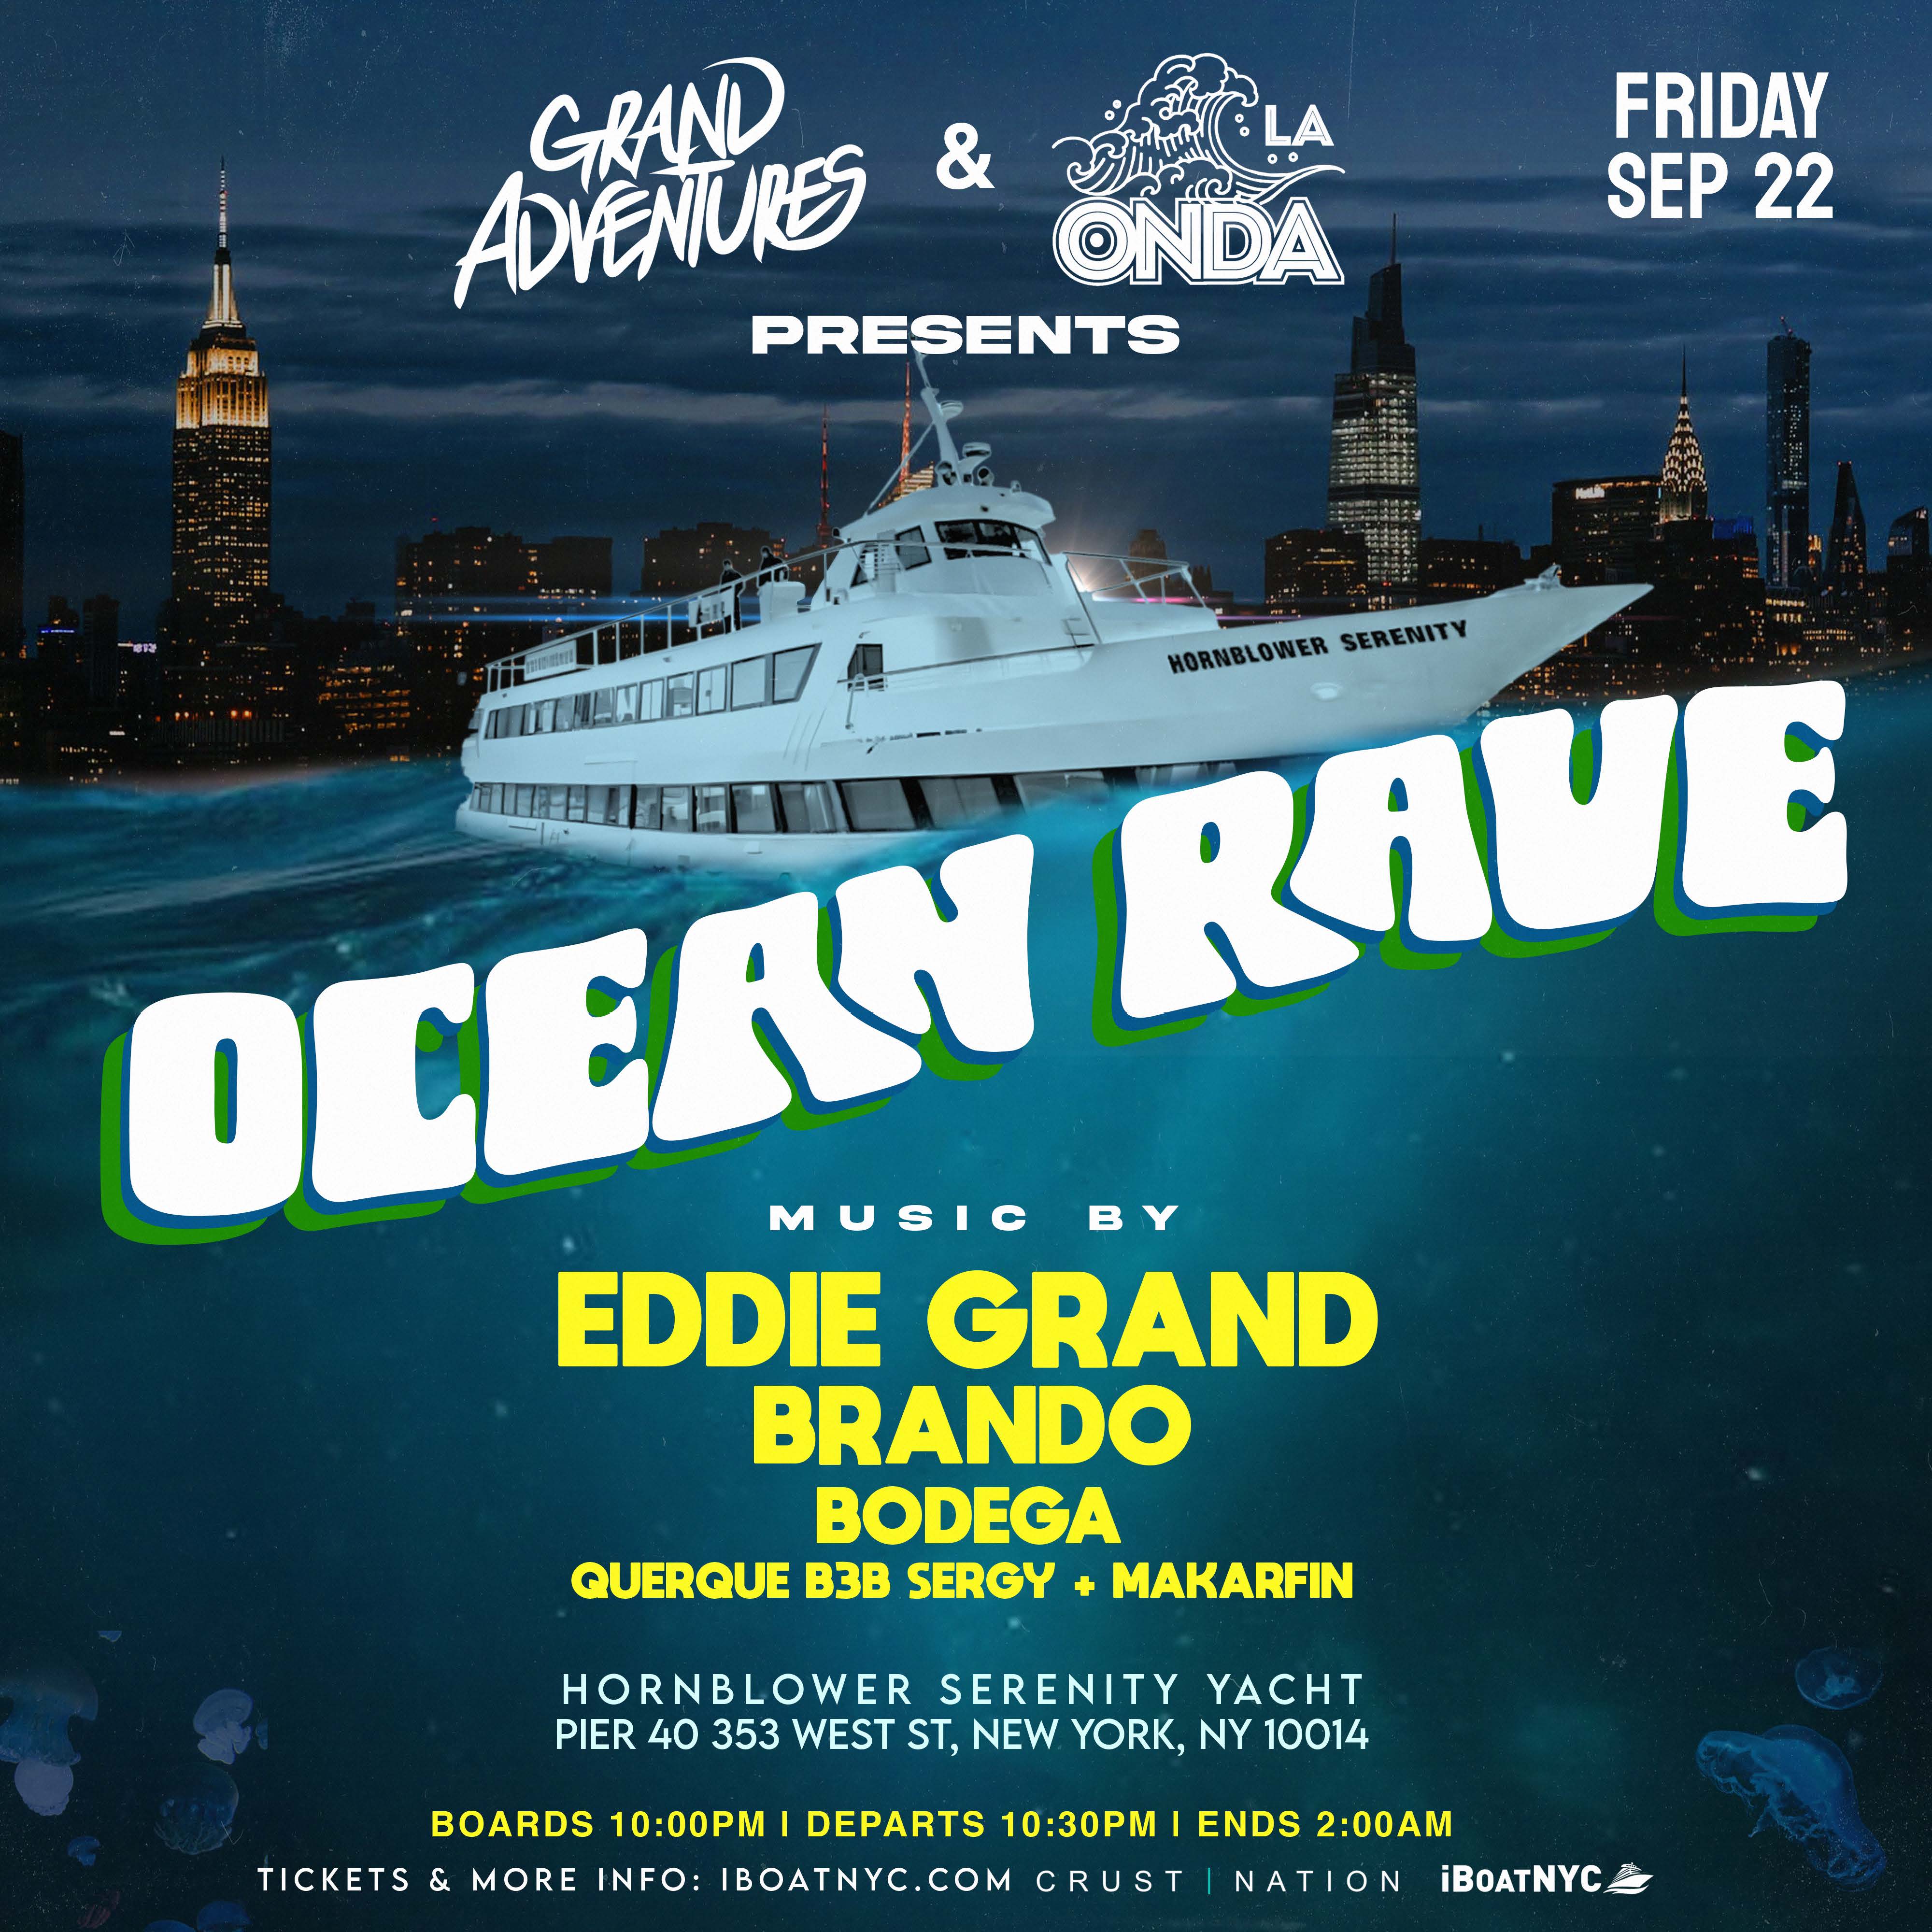 GRAND
ADVENTURES
&
LA
ONDA
FRIDAY
SEP 22
PRESENTS
MetLife
HORNBLOWER SERENITY
OCEAN RAVE
MUSIC BY
EDDIE GRAND
BRANDO
BODEGA
QUERQUE B3B SERGY + MAKARFIN
HORNBLOWER SERENITY YACHT
PIER 40 353 WEST ST, NEW YORK, NY 10014
BOARDS 10:00PM | DEPARTS 10:30PM | ENDS 2:00AM
TICKETS & MORE INFO: IBOATNYC.COM CRUST | NATION iBOATNYC